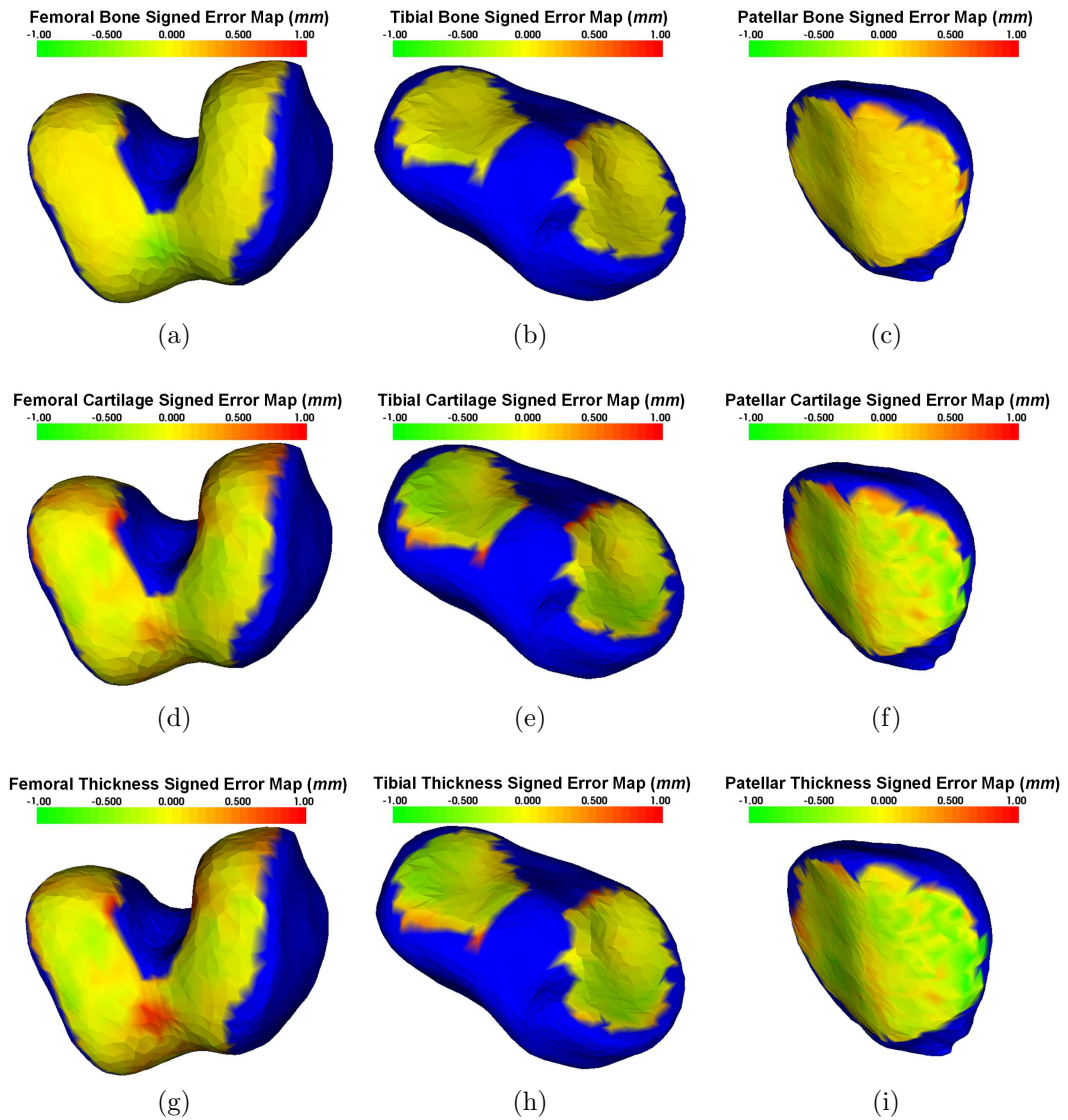 Femoral Bone Signed Error Map (mm)
-1.00 -0.500 0.000 0.500 1.00
Tibial Bone Signed Error Map (mm)
-1.00 -0.500 0.000 0.500 1.00
Patellar Bone Signed Error Map (mm)
-1.00 -0.500 0.000 0.500 1.00
(a)
(b)
(c)
Femoral Cartilage Signed Error Map (mm)
-1.00 -0.500 0.000 0.500 1.00
Tibial Cartilage Signed Error Map (mm)
-1.00 -0.500 0.000 0.500 1.00
Patellar Cartilage Signed Error Map (mm)
-1.00 -0.500 0.000 0.500 1.00
(d)
(e)
(f)
Femoral Thickness Signed Error Map (mm)
-1.00 -0.500 0.000 0.500 1.00
Tibial Thickness Signed Error Map (mm)
-1.00 -0.500 0.000 0.500 1.00
Patellar Thickness Signed Error Map (mm)
-1.00 -0.500 0.000 0.500 1.00
(g)
(h)
(i)